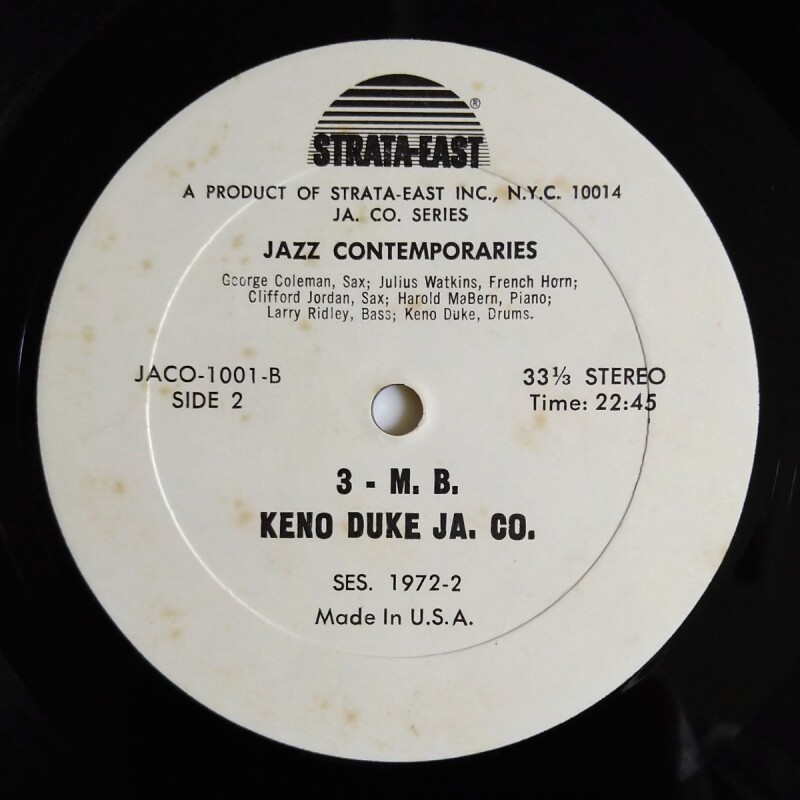 STRATA-EAST ®
A PRODUCT OF STRATA-EAST INC., N.Y.C. 10014
JA. CO. SERIES
JAZZ CONTEMPORARIES
George Coleman, Sax; Julius Watkins, French Horn;
Clifford Jordan, Sax; Harold MaBern, Piano;
Larry Ridley, Bass; Keno Duke, Drums.
JACO-1001-B
SIDE 2
33⅓ STEREO
Time: 22:45
3 - M. B.
KENO DUKE JA. CO.
SES. 1972-2
Made In U.S.A.